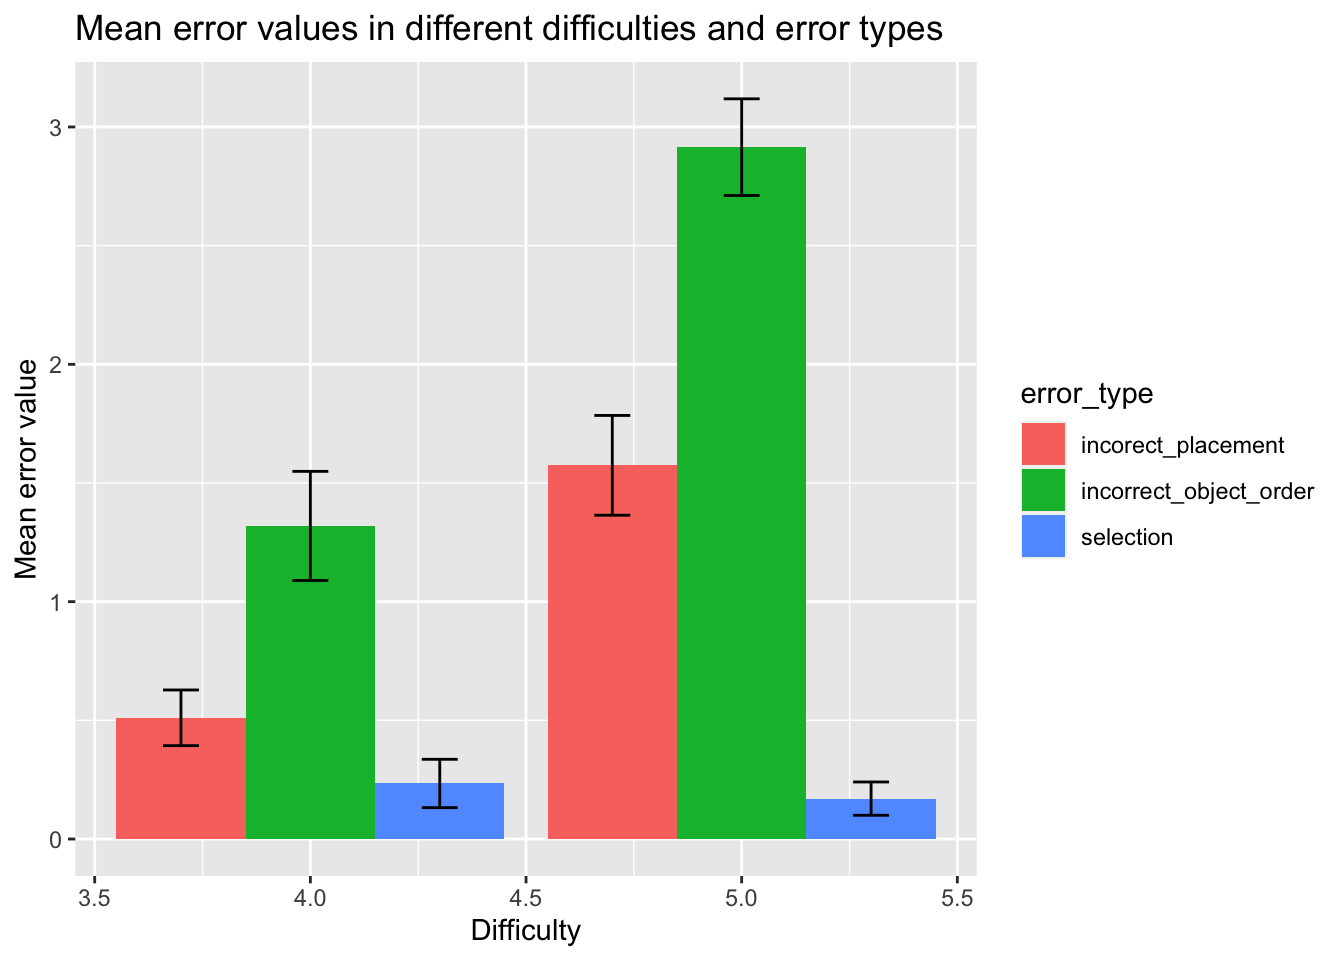 Mean error values in different difficulties and error types
3
2
1
0
Mean error value
3.5 4.0 4.5 5.0 5.5
Difficulty
error_type
incorect_placement
incorrect_object_order
selection